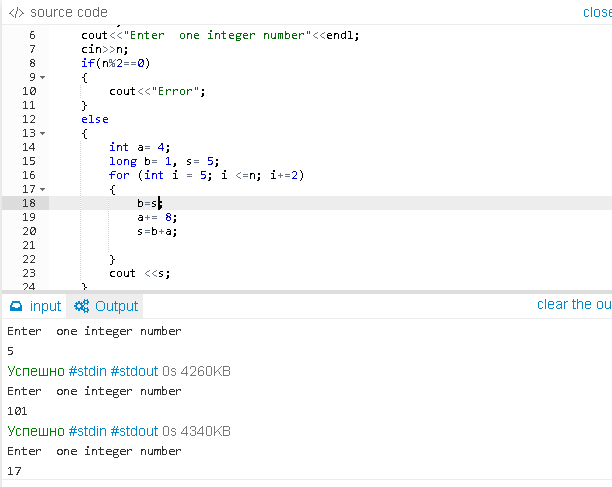 </> source code close
6 cout<<"Enter  one integer number"<<endl;
7 cin>>n;
8 if(n%2==0)
9 {
10 cout<<"Error";
11 }
12 else
13 {
14 int a= 4;
15 long b= 1, s= 5;
16 for (int i = 5; i <=n; i+=2)
17 {
18 b=s;
19 a+= 8;
20 s=b+a;
21
22 }
23 cout <<s;
24 }
input Output clear the ou
Enter  one integer number
5
Успешно #stdin #stdout 0s 4260KB
Enter  one integer number
101
Успешно #stdin #stdout 0s 4340KB
Enter  one integer number
17